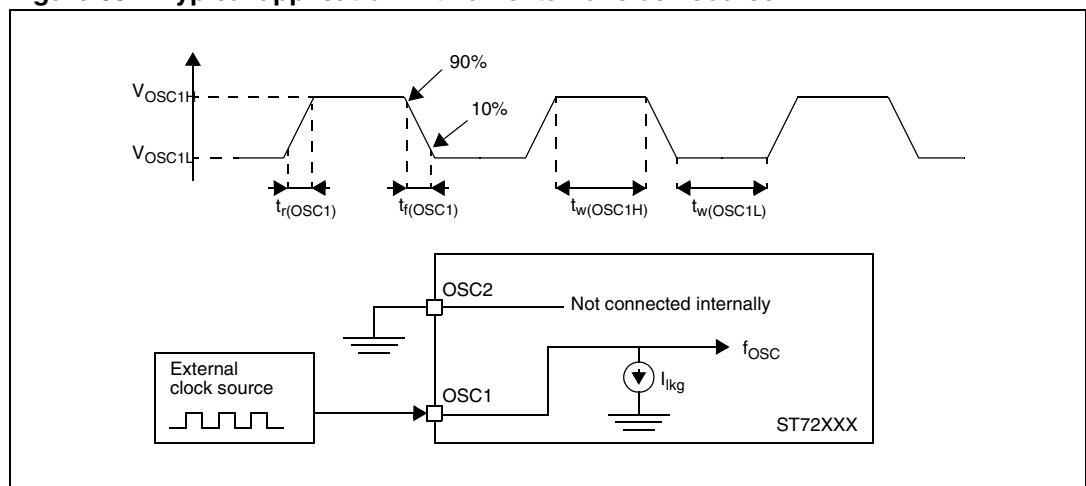 90%
VOSC1H
10%
VOSC1L
tr(OSC1)
tf(OSC1)
tw(OSC1H)
tw(OSC1L)
OSC2
Not connected internally
fOSC
External
clock source
Ilkg
OSC1
ST72XXX